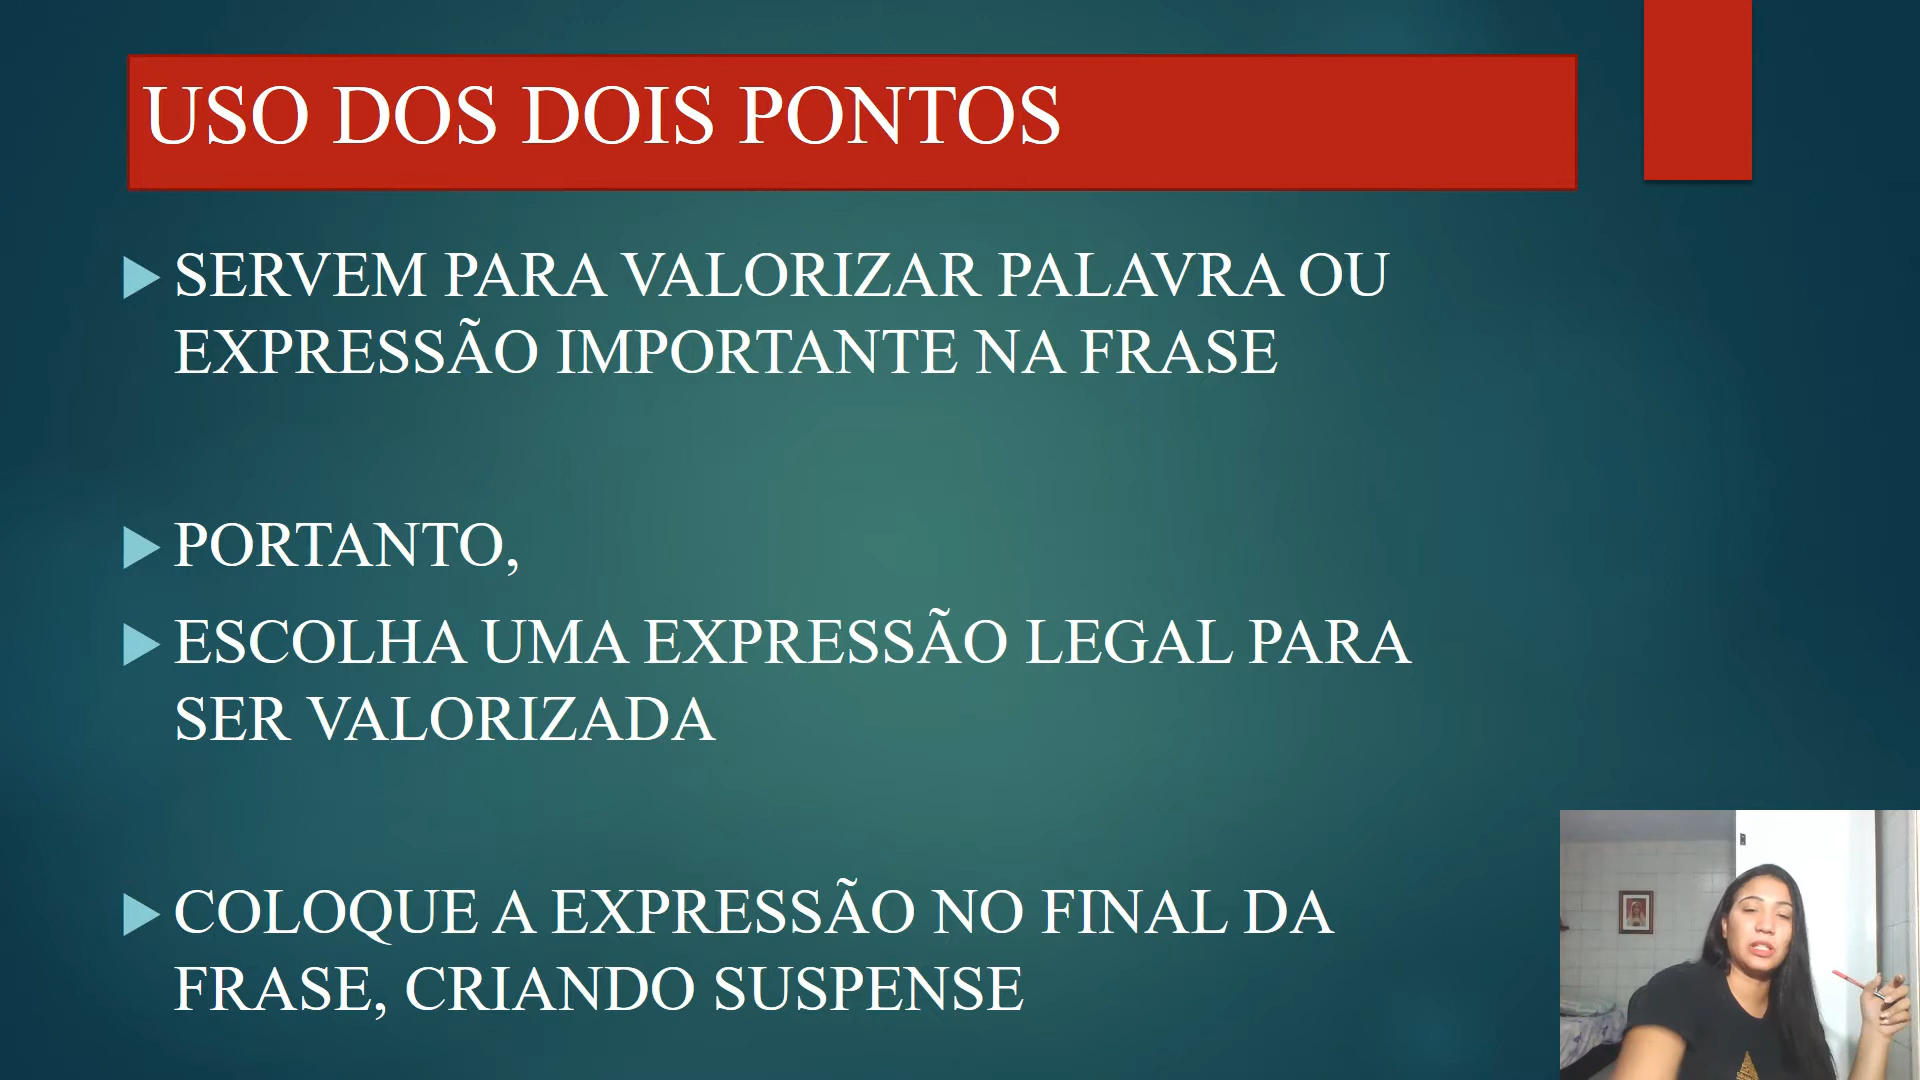 USO DOS DOIS PONTOS
SERVEM PARA VALORIZAR PALAVRA OU
EXPRESSÃO IMPORTANTE NA FRASE
PORTANTO,
ESCOLHA UMA EXPRESSÃO LEGAL PARA
SER VALORIZADA
COLOQUE A EXPRESSÃO NO FINAL DA
FRASE, CRIANDO SUSPENSE